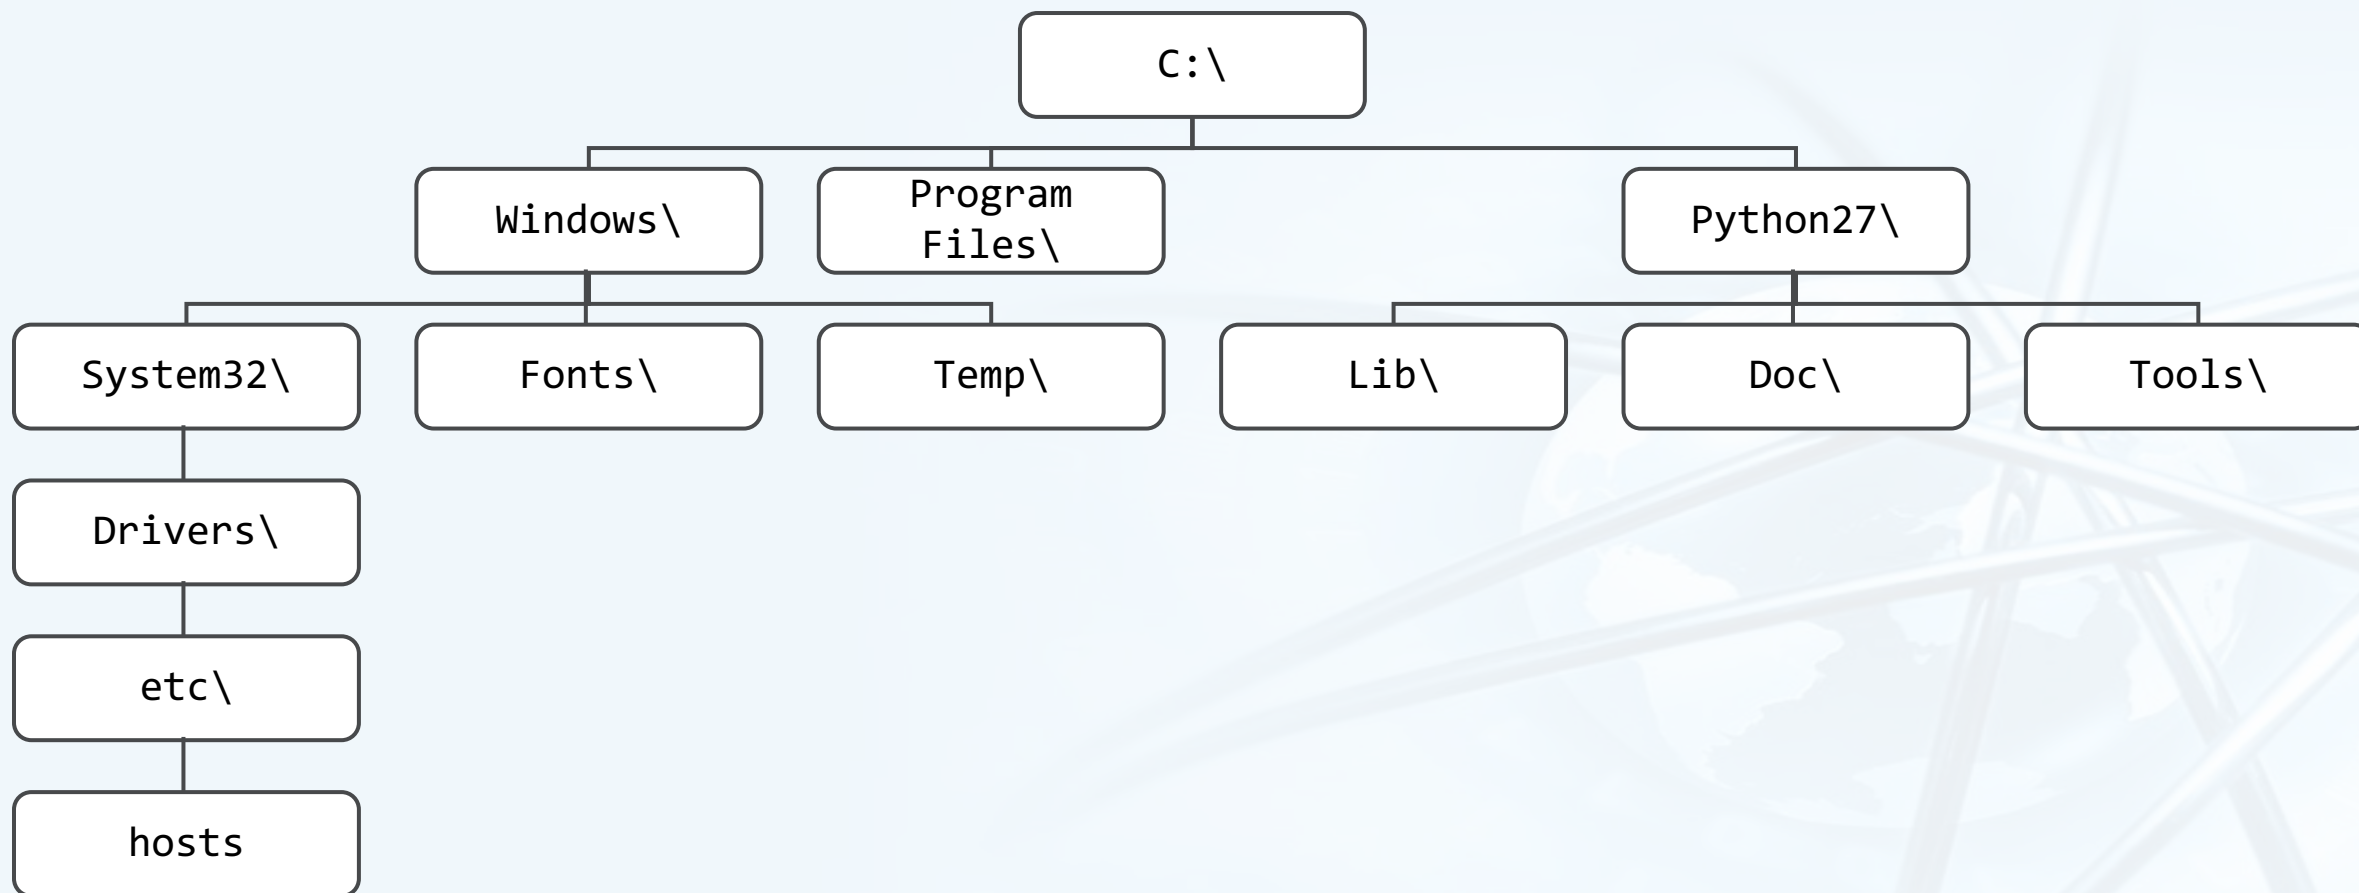 C:\
Windows\
Program
Files\
Python27\
System32\
Fonts\
Temp\
Lib\
Doc\
Tools\
Drivers\
etc\
hosts